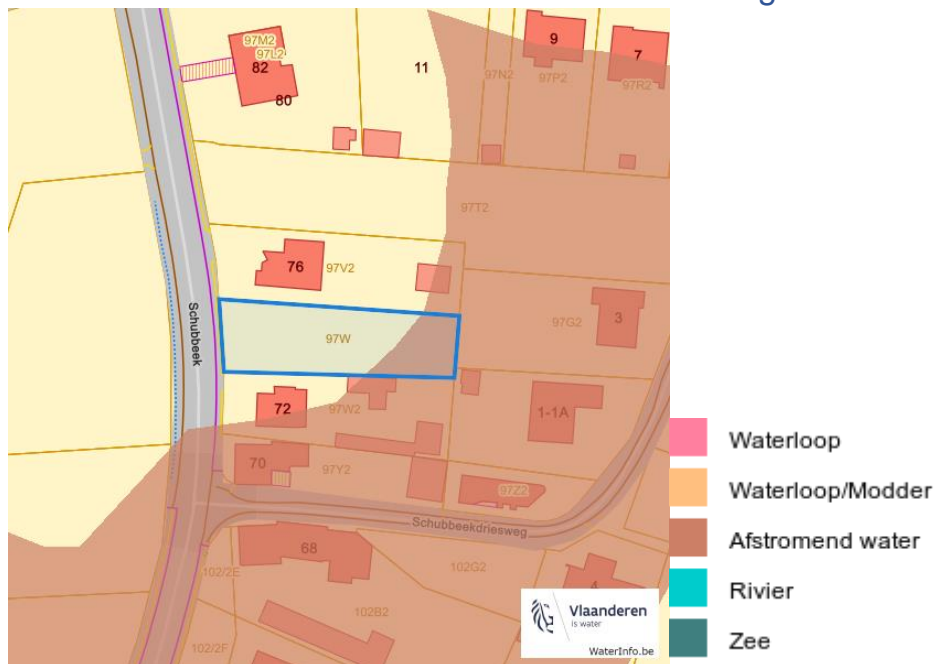 g
97M2
97L2
82
80
11
9
7
97N2
97P2
97R2
97T2
76
97V2
97G2
3
Schubbeek
97W
72
97W2
1-1A
70
97Y2
97Z2
Schubbeekdriesweg
68
102/2E
102G2
4
102B2
102/2F
Vlaanderen
is water
WaterInfo.be
Waterloop
Waterloop/Modder
Afstromend water
Rivier
Zee